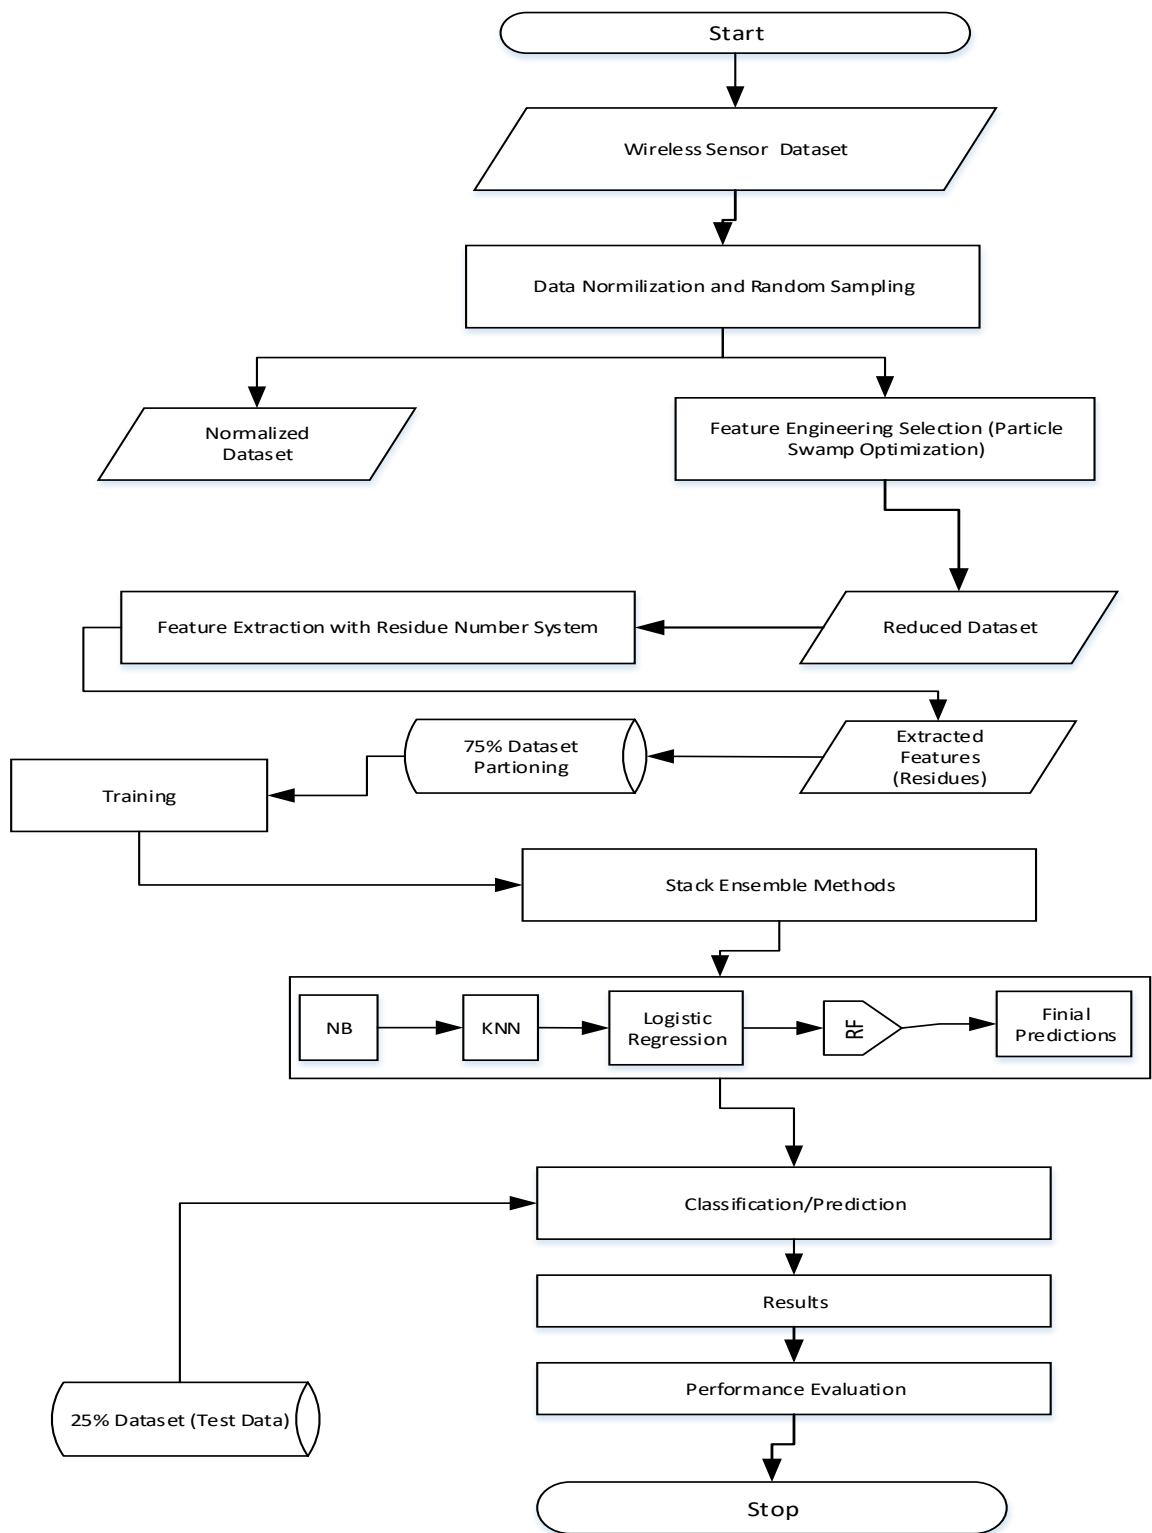 Start
Wireless Sensor Dataset
Data Normilization and Random Sampling
Normalized
Dataset
Feature Engineering Selection (Particle
Swamp Optimization)
Feature Extraction with Residue Number System
Reduced Dataset
Extracted
Features
(Residues)
75% Dataset
Partioning
Training
Stack Ensemble Methods
NB
KNN
Logistic
Regression
RF
Finial
Predictions
Classification/Prediction
Results
Performance Evaluation
25% Dataset (Test Data)
Stop